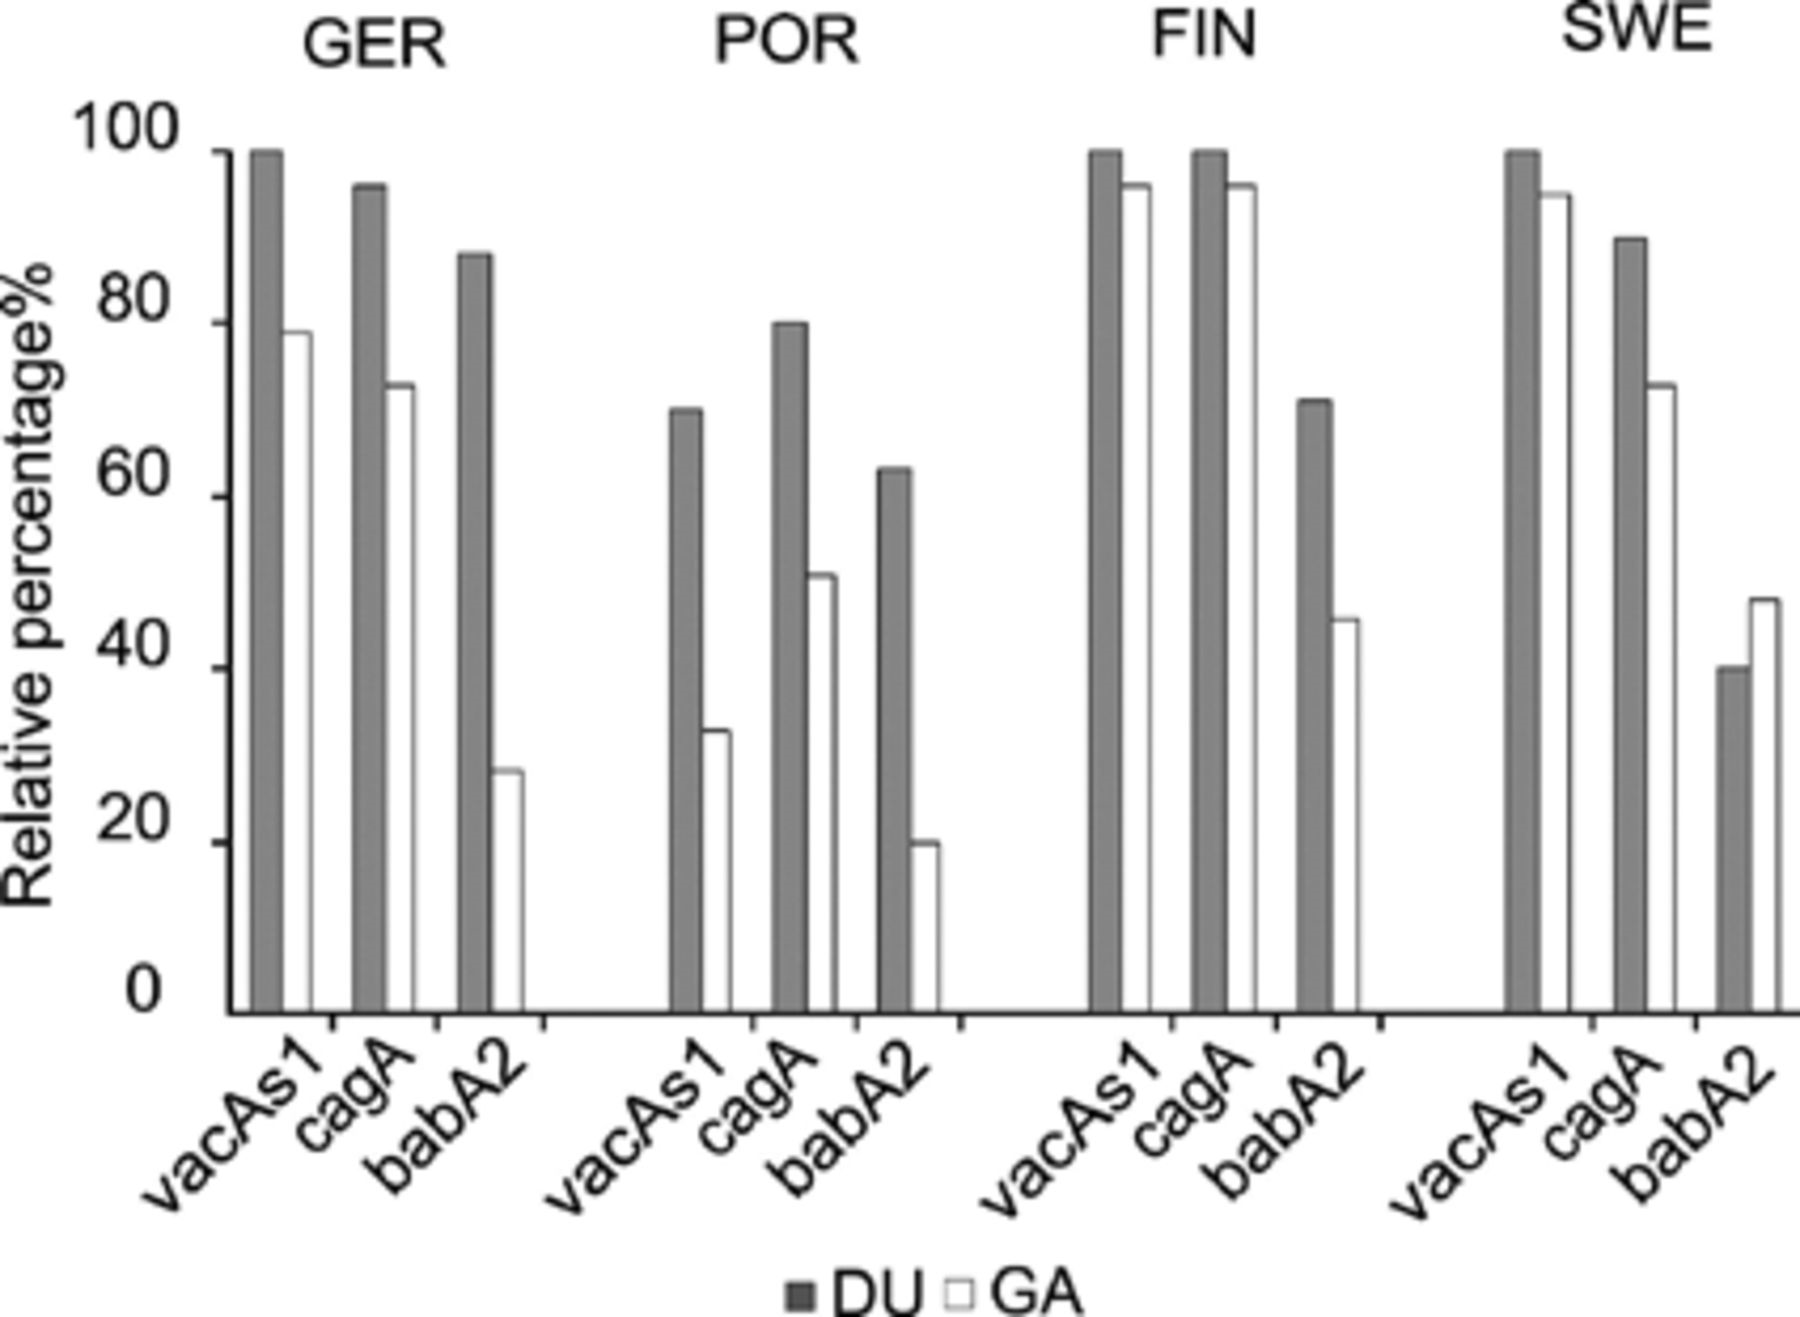 GER POR FIN SWE
Relative percentage%
100
80
60
40
20
0
vacAs1 cagA babA2 vacAs1 cagA babA2 vacAs1 cagA babA2 vacAs1 cagA babA2
DU GA